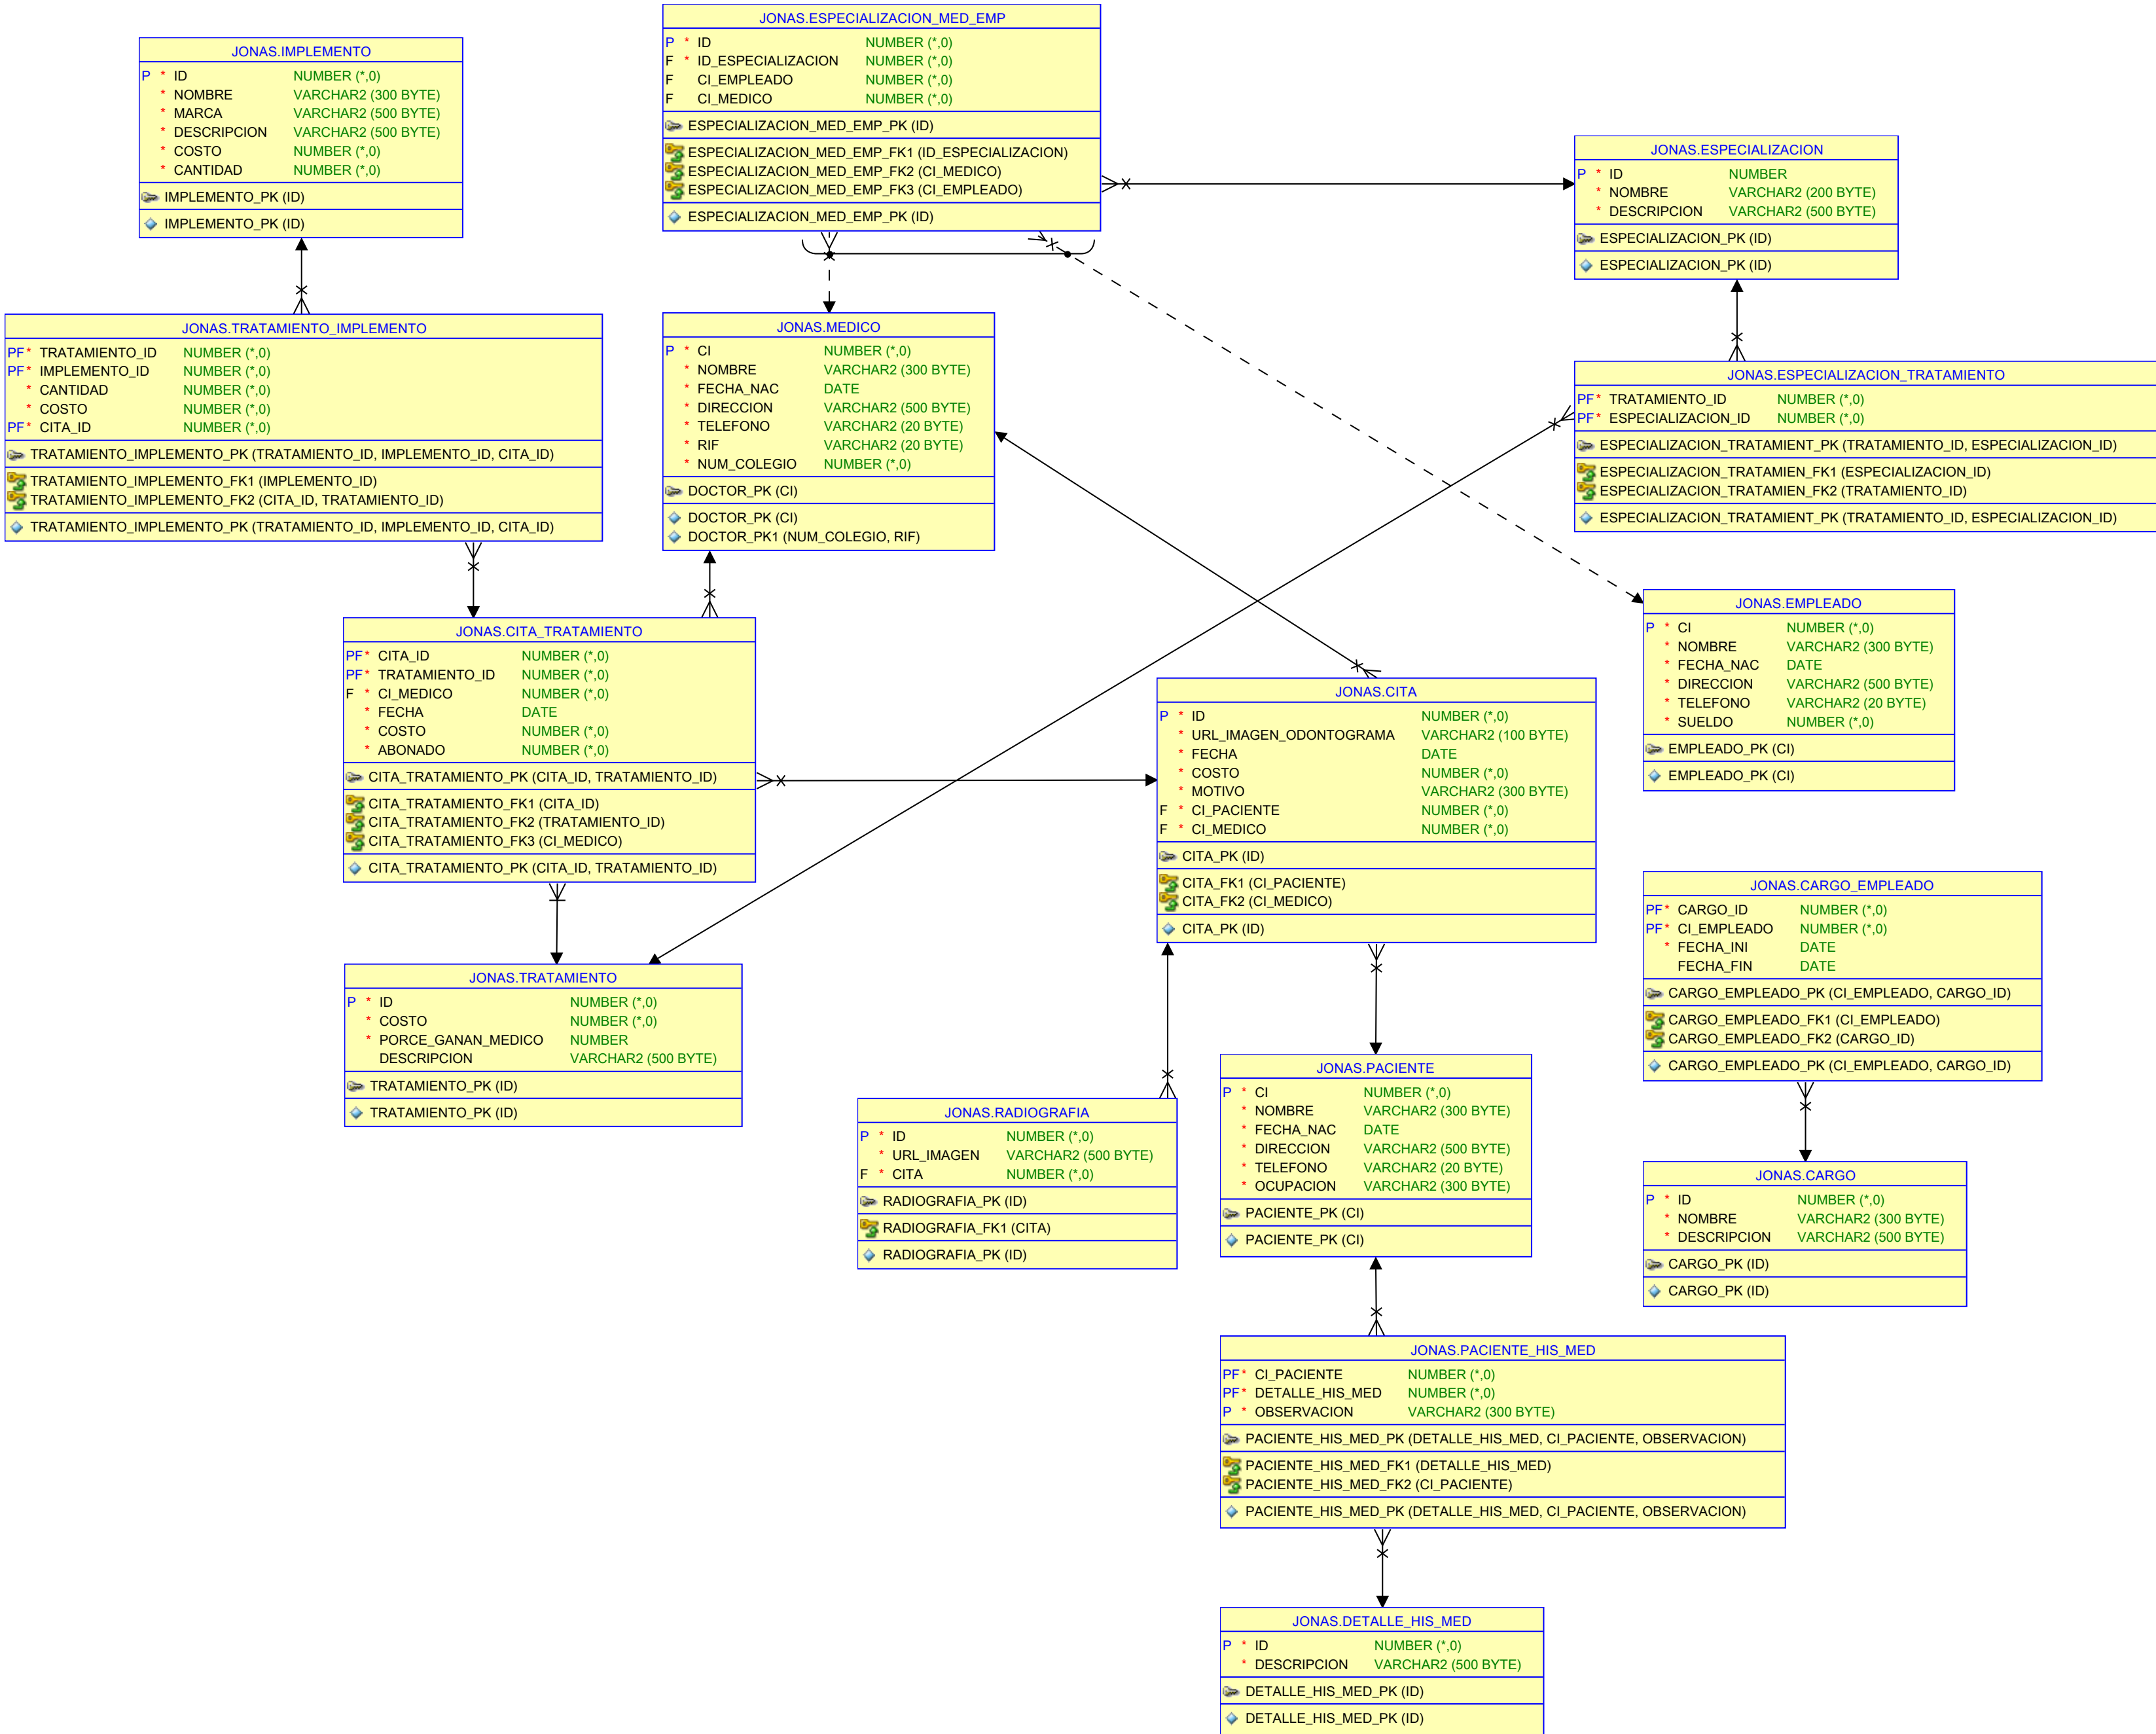 JONAS.ESPECIALIZACION_MED_EMP
P * ID NUMBER (*,0)
F * ID_ESPECIALIZACION NUMBER (*,0)
F CI_EMPLEADO NUMBER (*,0)
F CI_MEDICO NUMBER (*,0)
ESPECIALIZACION_MED_EMP_PK (ID)
ESPECIALIZACION_MED_EMP_FK1 (ID_ESPECIALIZACION)
ESPECIALIZACION_MED_EMP_FK2 (CI_MEDICO)
ESPECIALIZACION_MED_EMP_FK3 (CI_EMPLEADO)
ESPECIALIZACION_MED_EMP_PK (ID)
JONAS.IMPLEMENTO
P * ID NUMBER (*,0)
* NOMBRE VARCHAR2 (300 BYTE)
* MARCA VARCHAR2 (500 BYTE)
* DESCRIPCION VARCHAR2 (500 BYTE)
* COSTO NUMBER (*,0)
* CANTIDAD NUMBER (*,0)
IMPLEMENTO_PK (ID)
IMPLEMENTO_PK (ID)
JONAS.ESPECIALIZACION
P * ID NUMBER
* NOMBRE VARCHAR2 (200 BYTE)
* DESCRIPCION VARCHAR2 (500 BYTE)
ESPECIALIZACION_PK (ID)
ESPECIALIZACION_PK (ID)
JONAS.TRATAMIENTO_IMPLEMENTO
PF* TRATAMIENTO_ID NUMBER (*,0)
PF* IMPLEMENTO_ID NUMBER (*,0)
* CANTIDAD NUMBER (*,0)
* COSTO NUMBER (*,0)
PF* CITA_ID NUMBER (*,0)
TRATAMIENTO_IMPLEMENTO_PK (TRATAMIENTO_ID, IMPLEMENTO_ID, CITA_ID)
TRATAMIENTO_IMPLEMENTO_FK1 (IMPLEMENTO_ID)
TRATAMIENTO_IMPLEMENTO_FK2 (CITA_ID, TRATAMIENTO_ID)
TRATAMIENTO_IMPLEMENTO_PK (TRATAMIENTO_ID, IMPLEMENTO_ID, CITA_ID)
JONAS.MEDICO
P * CI NUMBER (*,0)
* NOMBRE VARCHAR2 (300 BYTE)
* FECHA_NAC DATE
* DIRECCION VARCHAR2 (500 BYTE)
* TELEFONO VARCHAR2 (20 BYTE)
* RIF VARCHAR2 (20 BYTE)
* NUM_COLEGIO NUMBER (*,0)
DOCTOR_PK (CI)
DOCTOR_PK (CI)
DOCTOR_PK1 (NUM_COLEGIO, RIF)
JONAS.ESPECIALIZACION_TRATAMIENTO
PF* TRATAMIENTO_ID NUMBER (*,0)
PF* ESPECIALIZACION_ID NUMBER (*,0)
ESPECIALIZACION_TRATAMIENT_PK (TRATAMIENTO_ID, ESPECIALIZACION_ID)
ESPECIALIZACION_TRATAMIEN_FK1 (ESPECIALIZACION_ID)
ESPECIALIZACION_TRATAMIEN_FK2 (TRATAMIENTO_ID)
ESPECIALIZACION_TRATAMIENT_PK (TRATAMIENTO_ID, ESPECIALIZACION_ID)
JONAS.EMPLEADO
P * CI NUMBER (*,0)
* NOMBRE VARCHAR2 (300 BYTE)
* FECHA_NAC DATE
* DIRECCION VARCHAR2 (500 BYTE)
* TELEFONO VARCHAR2 (20 BYTE)
* SUELDO NUMBER (*,0)
EMPLEADO_PK (CI)
EMPLEADO_PK (CI)
JONAS.CITA_TRATAMIENTO
PF* CITA_ID NUMBER (*,0)
PF* TRATAMIENTO_ID NUMBER (*,0)
F * CI_MEDICO NUMBER (*,0)
* FECHA DATE
* COSTO NUMBER (*,0)
* ABONADO NUMBER (*,0)
CITA_TRATAMIENTO_PK (CITA_ID, TRATAMIENTO_ID)
CITA_TRATAMIENTO_FK1 (CITA_ID)
CITA_TRATAMIENTO_FK2 (TRATAMIENTO_ID)
CITA_TRATAMIENTO_FK3 (CI_MEDICO)
CITA_TRATAMIENTO_PK (CITA_ID, TRATAMIENTO_ID)
JONAS.CITA
P * ID NUMBER (*,0)
* URL_IMAGEN_ODONTOGRAMA VARCHAR2 (100 BYTE)
* FECHA DATE
* COSTO NUMBER (*,0)
* MOTIVO VARCHAR2 (300 BYTE)
F * CI_PACIENTE NUMBER (*,0)
F * CI_MEDICO NUMBER (*,0)
CITA_PK (ID)
CITA_FK1 (CI_PACIENTE)
CITA_FK2 (CI_MEDICO)
CITA_PK (ID)
JONAS.CARGO_EMPLEADO
PF* CARGO_ID NUMBER (*,0)
PF* CI_EMPLEADO NUMBER (*,0)
* FECHA_INI DATE
FECHA_FIN DATE
CARGO_EMPLEADO_PK (CI_EMPLEADO, CARGO_ID)
CARGO_EMPLEADO_FK1 (CI_EMPLEADO)
CARGO_EMPLEADO_FK2 (CARGO_ID)
CARGO_EMPLEADO_PK (CI_EMPLEADO, CARGO_ID)
JONAS.TRATAMIENTO
P * ID NUMBER (*,0)
* COSTO NUMBER (*,0)
* PORCE_GANAN_MEDICO NUMBER
DESCRIPCION VARCHAR2 (500 BYTE)
TRATAMIENTO_PK (ID)
TRATAMIENTO_PK (ID)
JONAS.RADIOGRAFIA
P * ID NUMBER (*,0)
* URL_IMAGEN VARCHAR2 (500 BYTE)
F * CITA NUMBER (*,0)
RADIOGRAFIA_PK (ID)
RADIOGRAFIA_FK1 (CITA)
RADIOGRAFIA_PK (ID)
JONAS.PACIENTE
P * CI NUMBER (*,0)
* NOMBRE VARCHAR2 (300 BYTE)
* FECHA_NAC DATE
* DIRECCION VARCHAR2 (500 BYTE)
* TELEFONO VARCHAR2 (20 BYTE)
* OCUPACION VARCHAR2 (300 BYTE)
PACIENTE_PK (CI)
PACIENTE_PK (CI)
JONAS.CARGO
P * ID NUMBER (*,0)
* NOMBRE VARCHAR2 (300 BYTE)
* DESCRIPCION VARCHAR2 (500 BYTE)
CARGO_PK (ID)
CARGO_PK (ID)
JONAS.PACIENTE_HIS_MED
PF* CI_PACIENTE NUMBER (*,0)
PF* DETALLE_HIS_MED NUMBER (*,0)
P * OBSERVACION VARCHAR2 (300 BYTE)
PACIENTE_HIS_MED_PK (DETALLE_HIS_MED, CI_PACIENTE, OBSERVACION)
PACIENTE_HIS_MED_FK1 (DETALLE_HIS_MED)
PACIENTE_HIS_MED_FK2 (CI_PACIENTE)
PACIENTE_HIS_MED_PK (DETALLE_HIS_MED, CI_PACIENTE, OBSERVACION)
JONAS.DETALLE_HIS_MED
P * ID NUMBER (*,0)
* DESCRIPCION VARCHAR2 (500 BYTE)
DETALLE_HIS_MED_PK (ID)
DETALLE_HIS_MED_PK (ID)